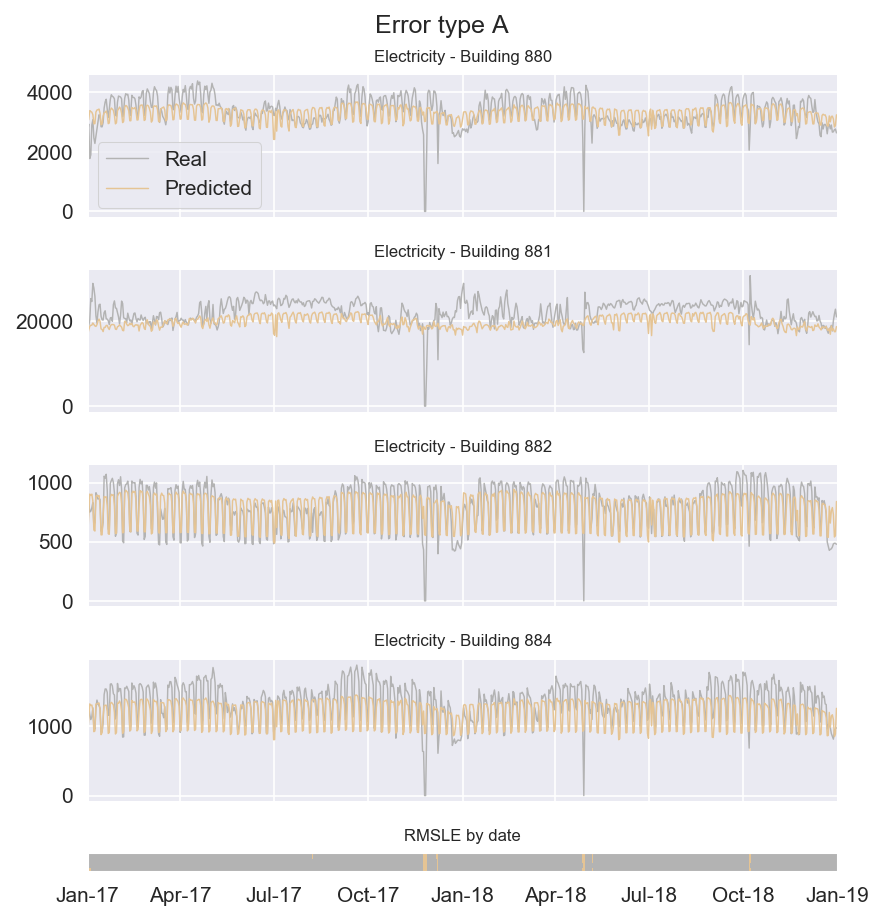 Error type A
Electricity - Building 880
4000
2000
0
Real
Predicted
Electricity - Building 881
20000
0
Electricity - Building 882
1000
500
0
Electricity - Building 884
1000
0
RMSLE by date
Jan-17 Apr-17 Jul-17 Oct-17 Jan-18 Apr-18 Jul-18 Oct-18 Jan-19